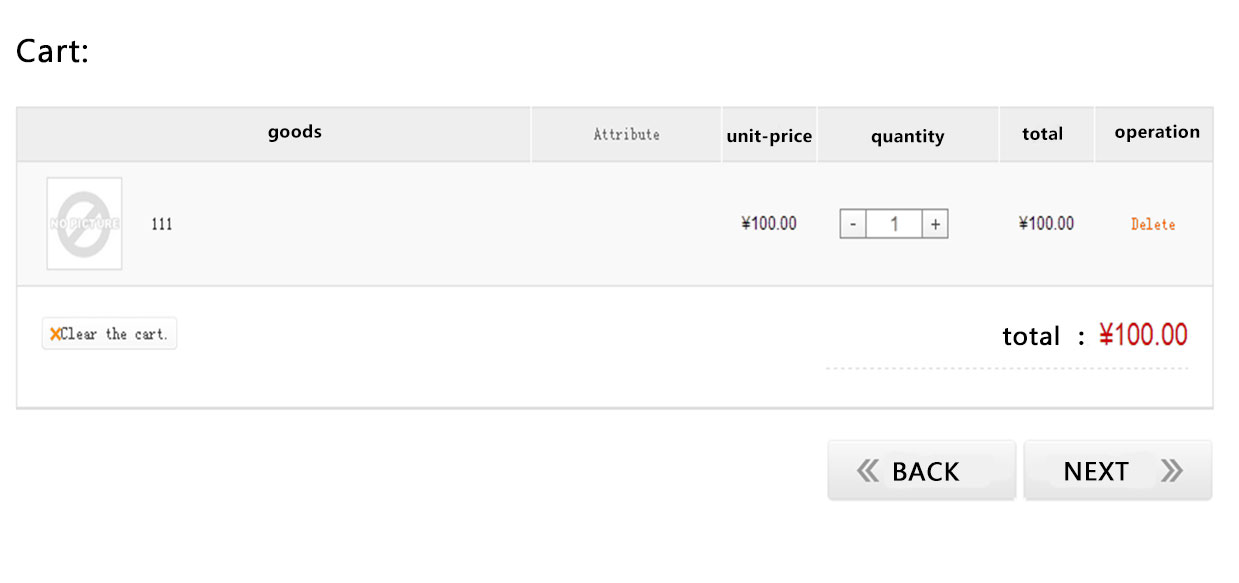 Cart:
goods Attribute unit-price quantity total operation
NO PICTURE 111 ¥100.00 - 1 + ¥100.00 Delete
Clear the cart. total : ¥100.00
BACK NEXT